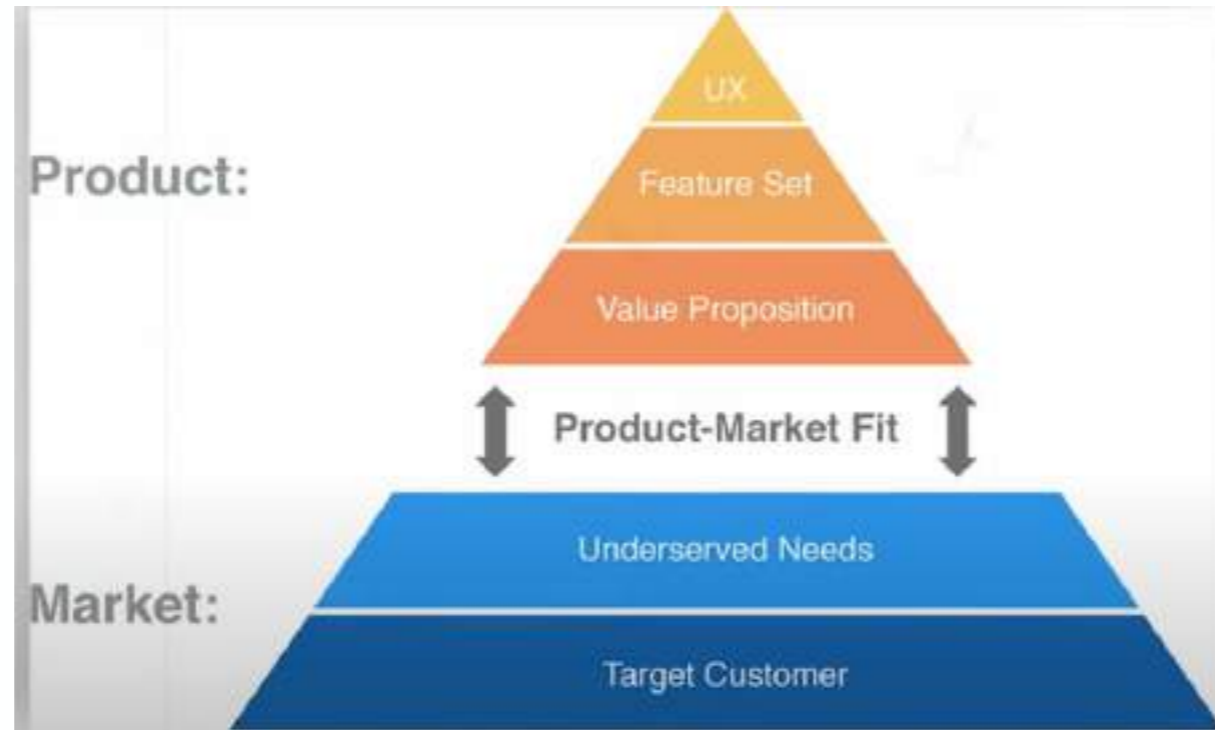 UX
Product:
Feature Set
Value Proposition
Product-Market Fit
Underserved Needs
Market:
Target Customer